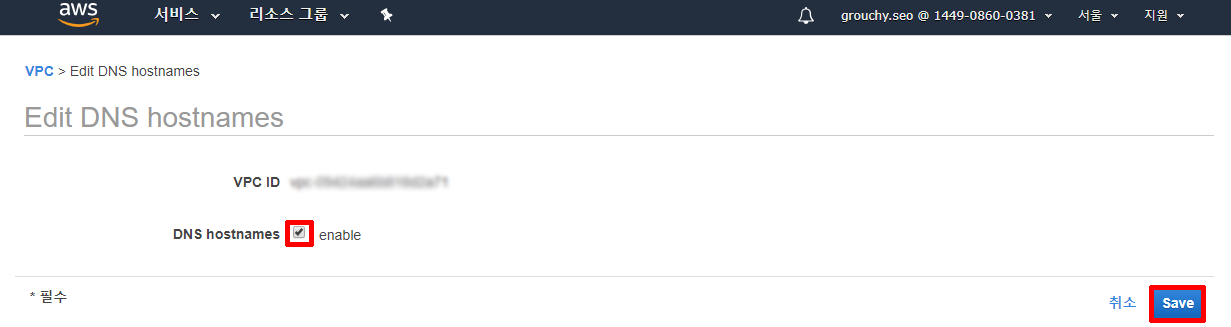 aws 서비스 리소스 그룹 grouchy.seo @ 1449-0860-0381 서울 지원
VPC > Edit DNS hostnames
Edit DNS hostnames
VPC ID
DNS hostnames enable
* 필수
취소 Save